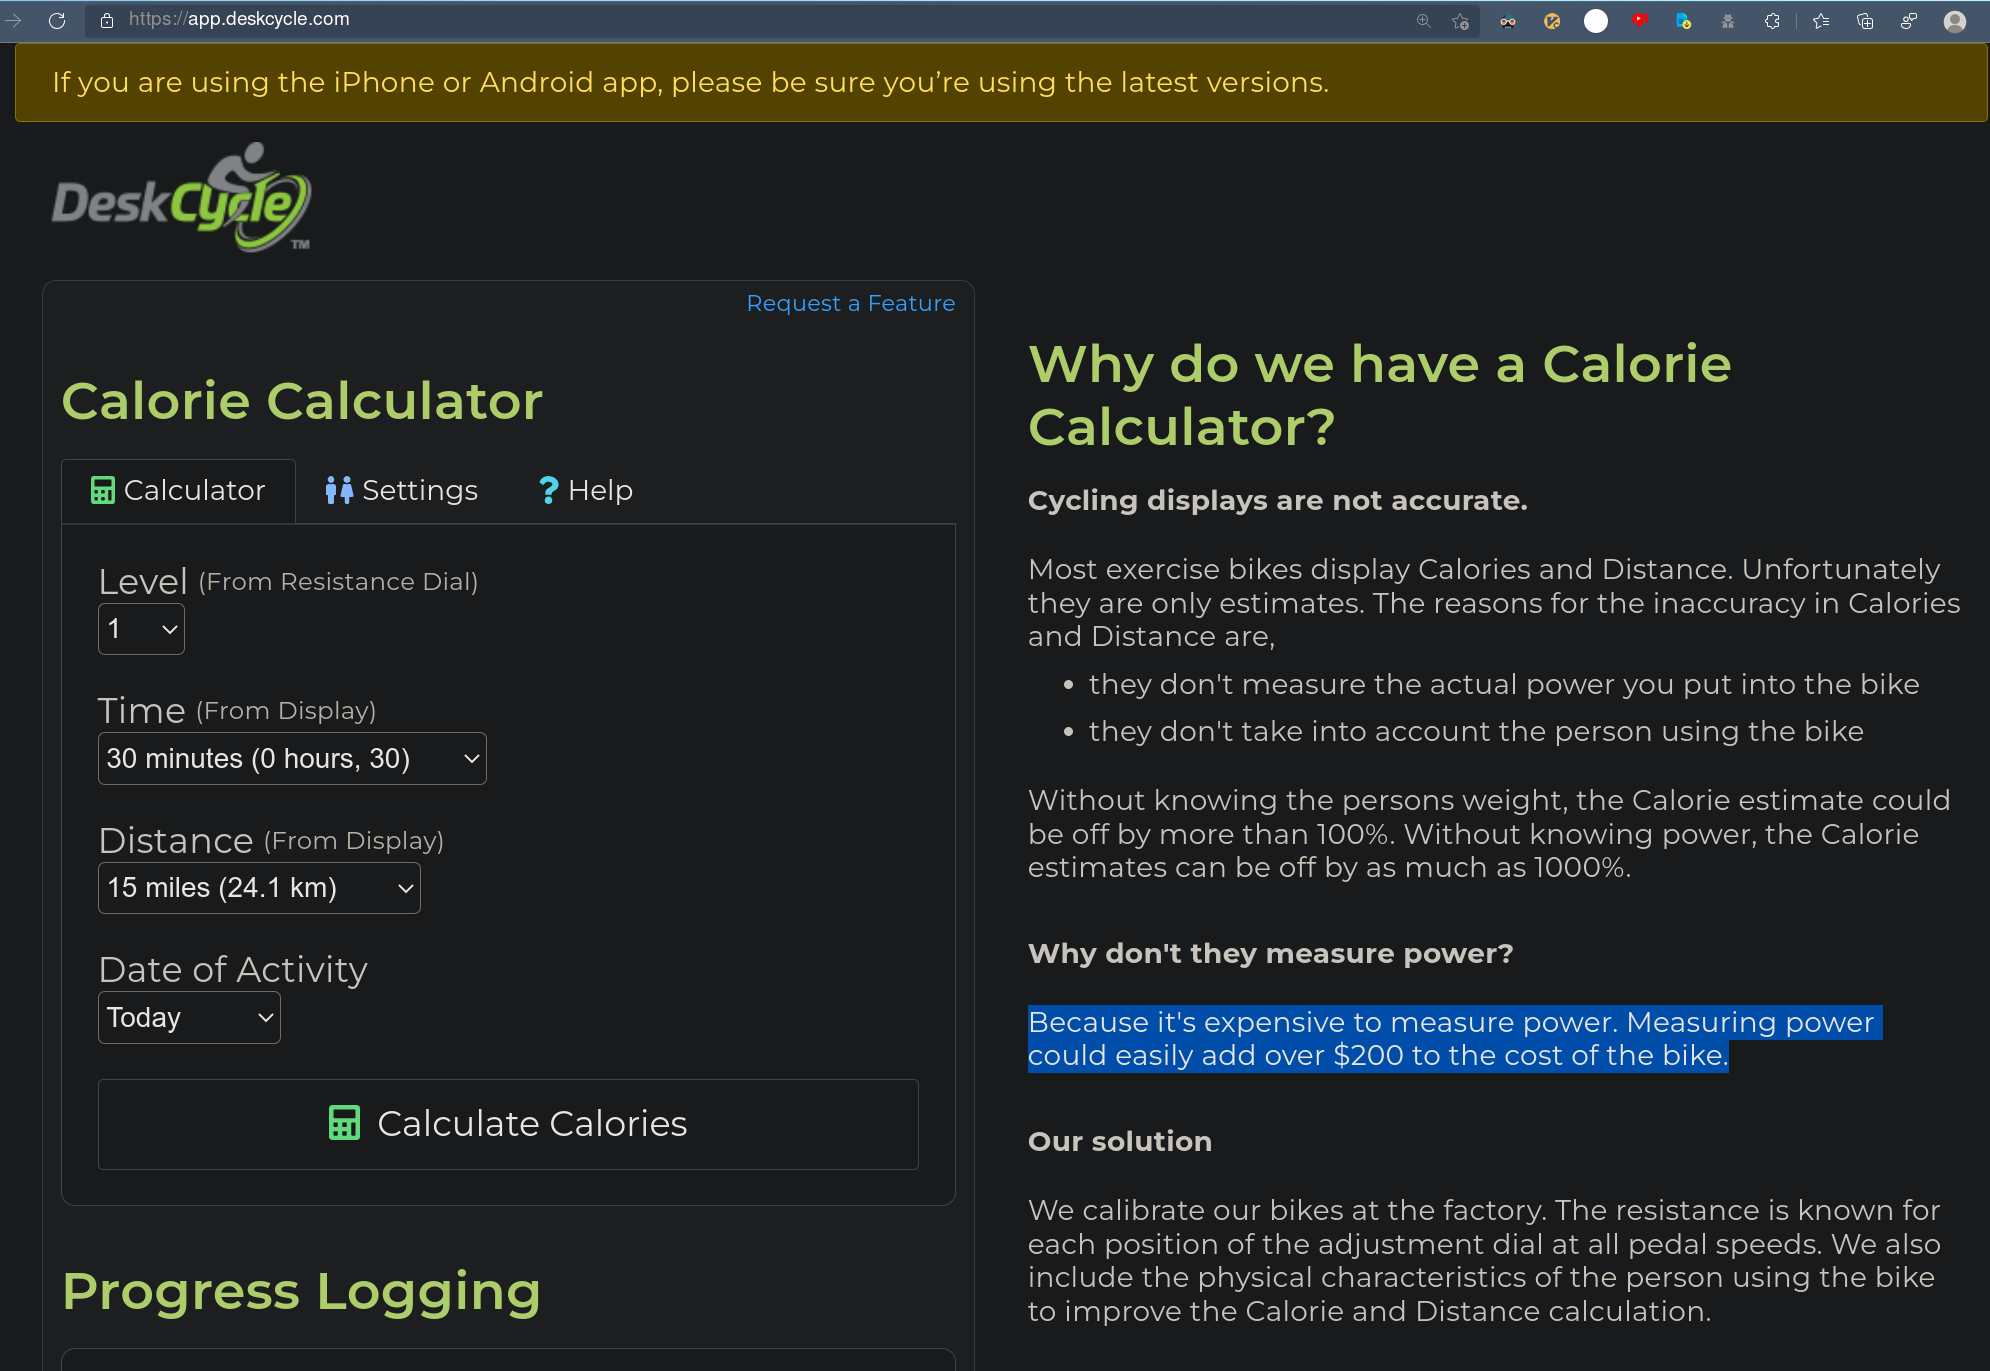 https://app.deskcycle.com
If you are using the iPhone or Android app, please be sure you’re using the latest versions.
DeskCycle™
Request a Feature
Calorie Calculator
Calculator
Settings
? Help
Level (From Resistance Dial)
1
Time (From Display)
30 minutes (0 hours, 30)
Distance (From Display)
15 miles (24.1 km)
Date of Activity
Today
Calculate Calories
Progress Logging
Why do we have a Calorie
Calculator?
Cycling displays are not accurate.
Most exercise bikes display Calories and Distance. Unfortunately
they are only estimates. The reasons for the inaccuracy in Calories
and Distance are,
• they don't measure the actual power you put into the bike
• they don't take into account the person using the bike
Without knowing the persons weight, the Calorie estimate could
be off by more than 100%. Without knowing power, the Calorie
estimates can be off by as much as 1000%.
Why don't they measure power?
Because it's expensive to measure power. Measuring power
could easily add over $200 to the cost of the bike.
Our solution
We calibrate our bikes at the factory. The resistance is known for
each position of the adjustment dial at all pedal speeds. We also
include the physical characteristics of the person using the bike
to improve the Calorie and Distance calculation.